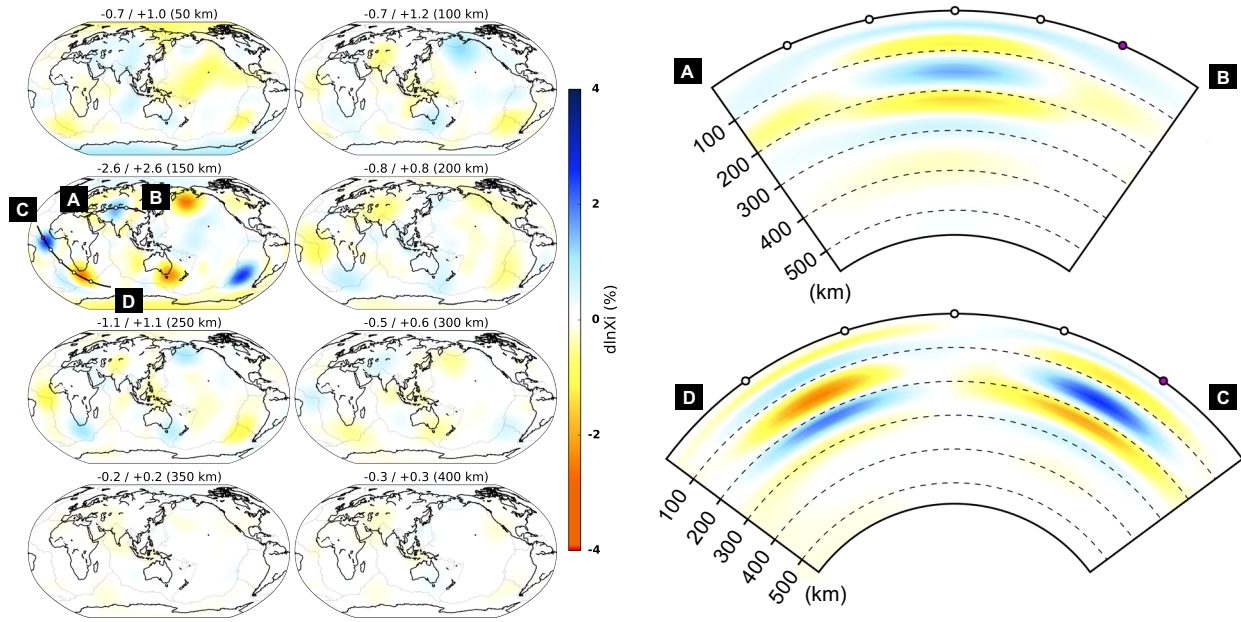 -0.7 / +1.0 (50 km)
-0.7 / +1.2 (100 km)
-2.6 / +2.6 (150 km)
-0.8 / +0.8 (200 km)
C
A
B
D
-1.1 / +1.1 (250 km)
-0.5 / +0.6 (300 km)
-0.2 / +0.2 (350 km)
-0.3 / +0.3 (400 km)
4
2
0
-2
-4
dlnXi (%)
A
B
100
200
300
400
500
(km)
D
C
100
200
300
400
500
(km)